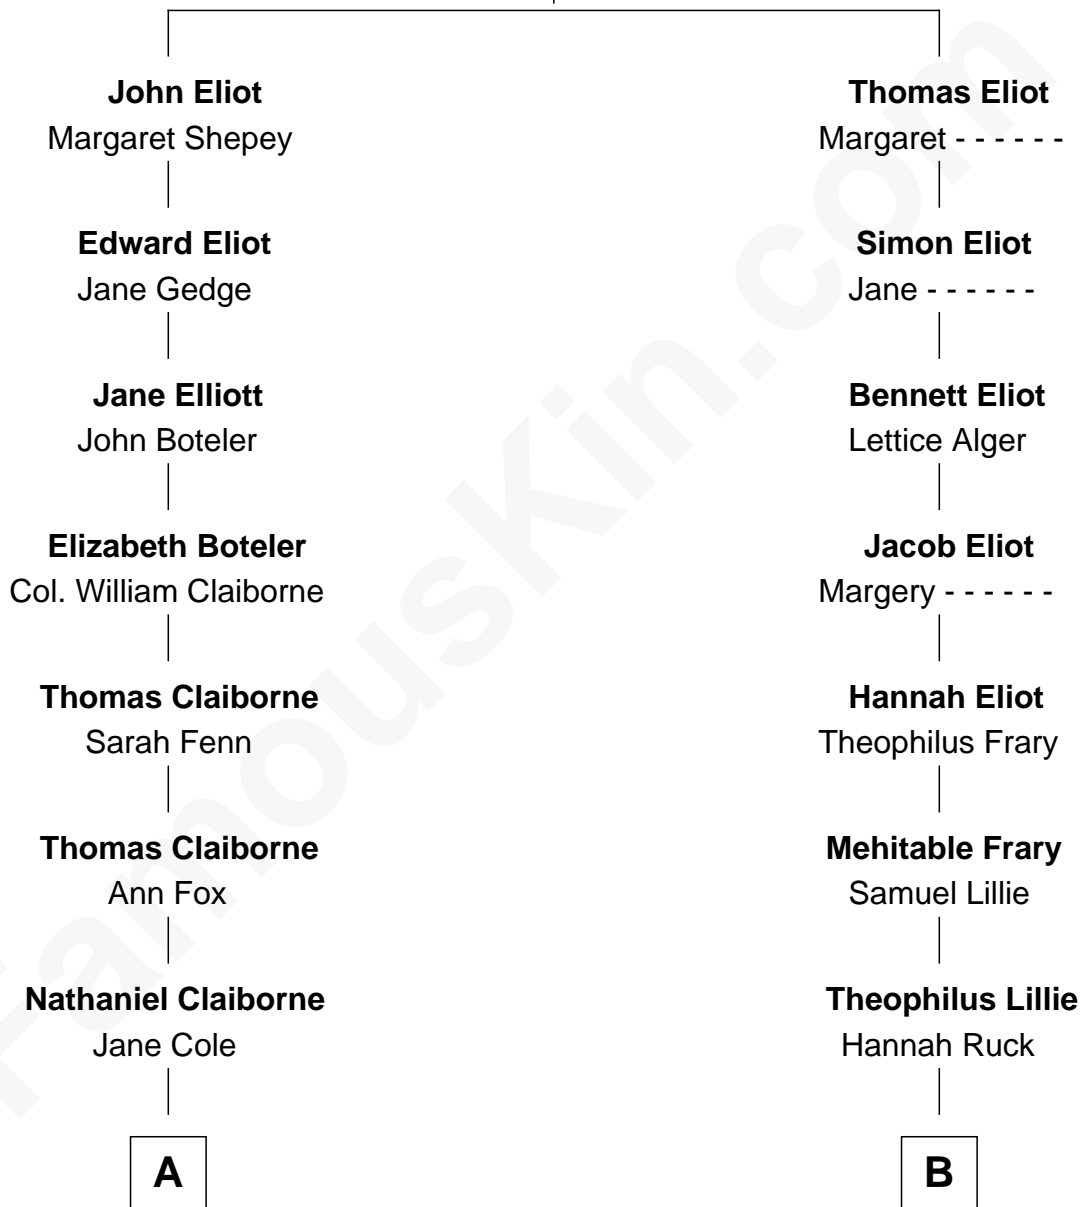 John Eliot
Margaret Shepey
Edward Eliot
Jane Gedge
Jane Elliott
John Boteler
Elizabeth Boteler
Col. William Claiborne
Thomas Claiborne
Sarah Fenn
Thomas Claiborne
Ann Fox
Nathaniel Claiborne
Jane Cole
A
Thomas Eliot
Margaret - - - - - -
Simon Eliot
Jane - - - - - -
Bennett Eliot
Lettice Alger
Jacob Eliot
Margery - - - - - -
Hannah Eliot
Theophilus Frary
Mehitable Frary
Samuel Lillie
Theophilus Lillie
Hannah Ruck
B
FamousKin.com